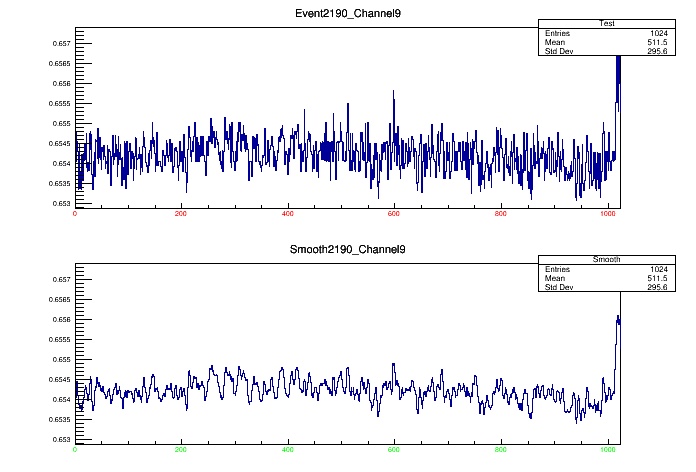 Event2190_Channel9
Test
Entries 1024
Mean 511.5
Std Dev 295.6
0.657
0.6565
0.656
0.6555
0.655
0.6545
0.654
0.6535
0.653
0 200 400 600 800 1000
Smooth2190_Channel9
Smooth
Entries 1024
Mean 511.5
Std Dev 295.6
0.657
0.6565
0.656
0.6555
0.655
0.6545
0.654
0.6535
0.653
0 200 400 600 800 1000